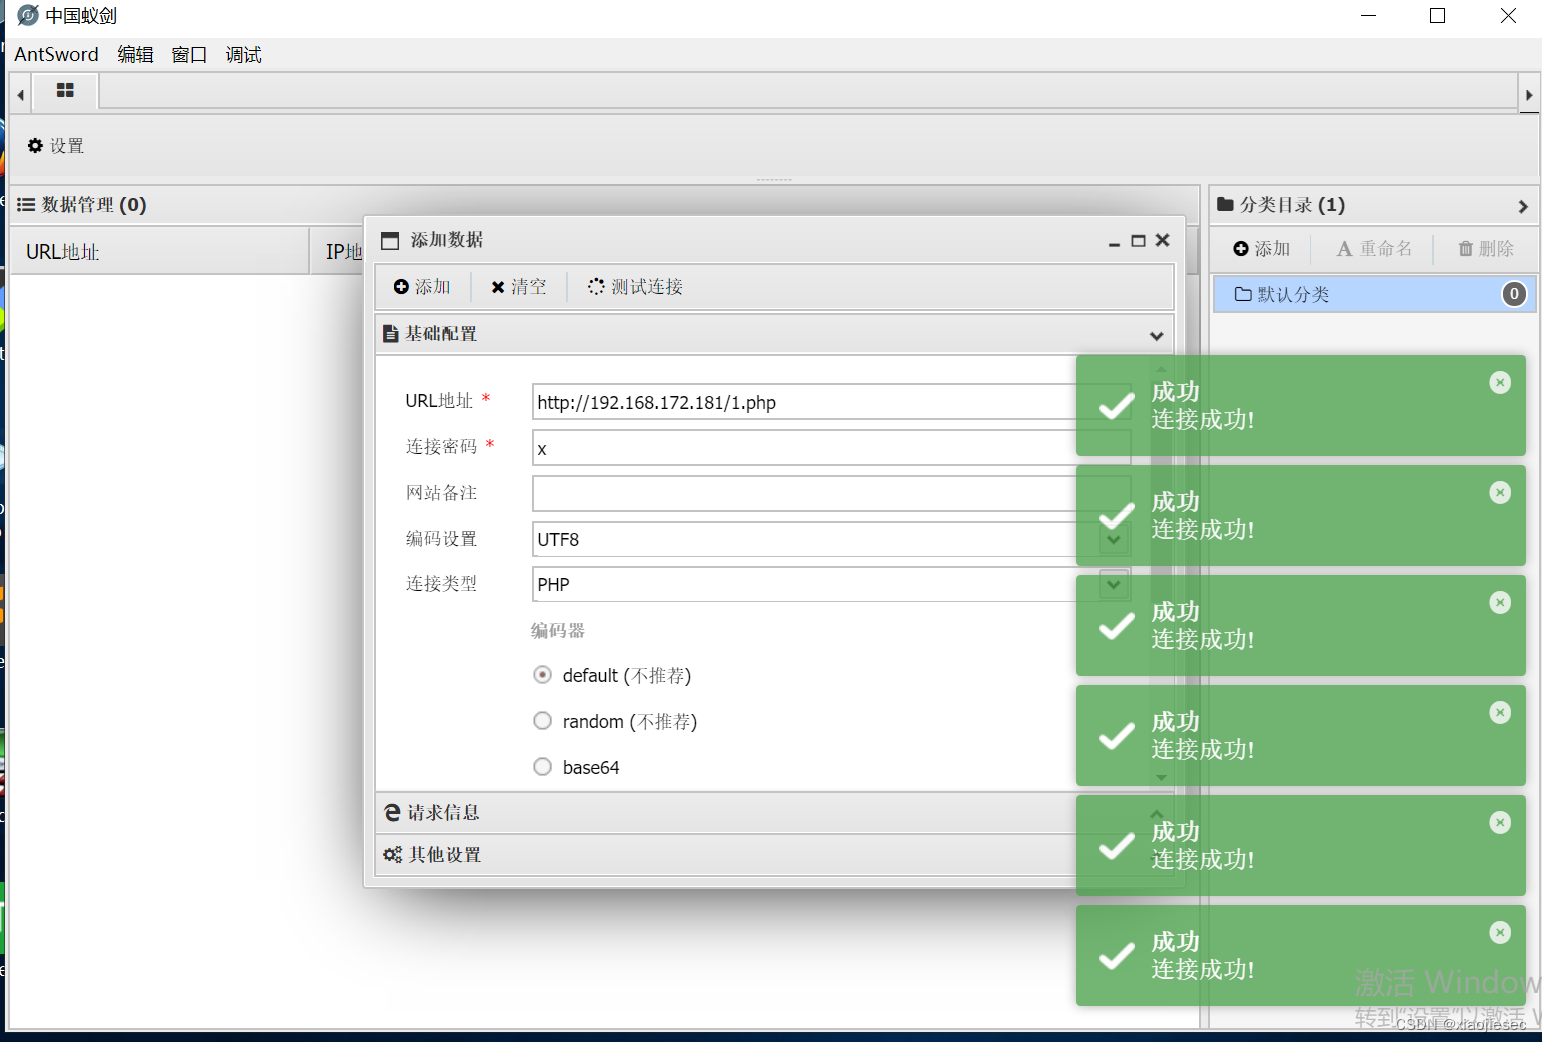 中国蚁剑
AntSword 编辑 窗口 调试
设置
数据管理 (0)
分类目录 (1)
URL地址
IP地
添加 重命名 删除
默认分类 0
添加数据
添加 清空 测试连接
基础配置
URL地址 *
http://192.168.172.181/1.php
连接密码 *
x
网站备注
编码设置
UTF8
连接类型
PHP
编码器
default (不推荐)
random (不推荐)
base64
请求信息
其他设置
成功
连接成功!
成功
连接成功!
成功
连接成功!
成功
连接成功!
成功
连接成功!
成功
连接成功!
激活 Window
转到“设置”以激活 W
CSDN @xiaojiesec